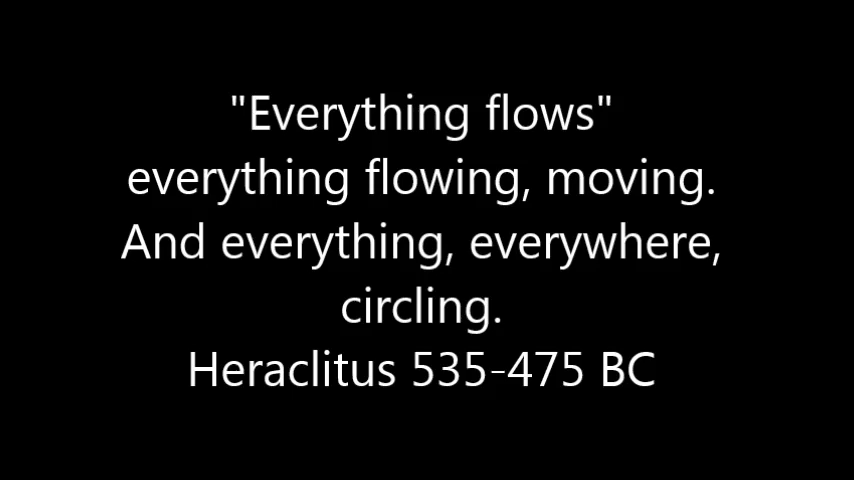 "Everything flows"
everything flowing, moving.
And everything, everywhere,
circling.
Heraclitus 535-475 BC